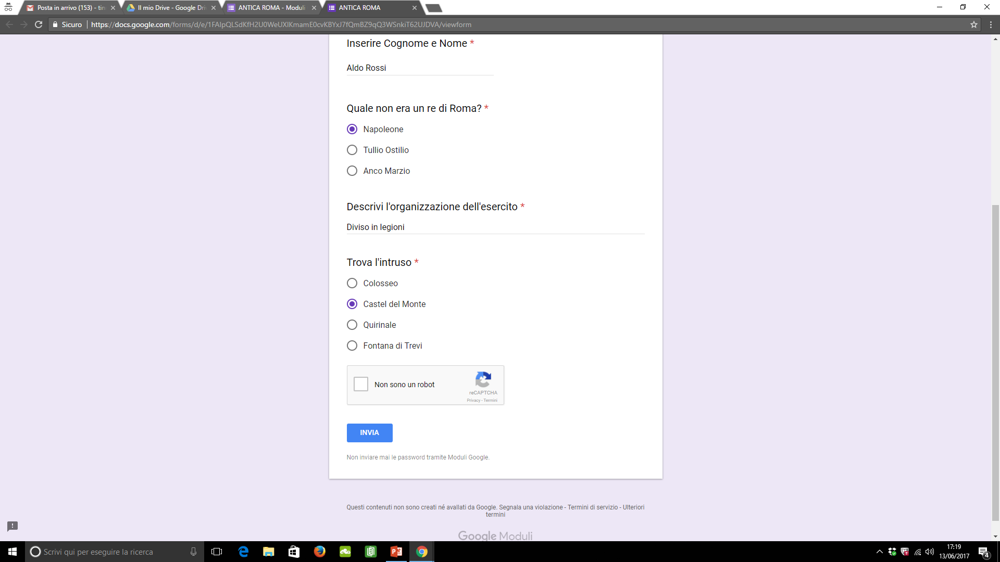 Posta in arrivo (153) - tin
Il mio Drive - Google Dri
ANTICA ROMA - Moduli
ANTICA ROMA
Sicuro
https://docs.google.com/forms/d/e/1FAIpQLSdKfH2U0WeUXIKmamE0cvKBYxJ7fQmBZ9qQ3WSnkiT62UJDVA/viewform
Inserire Cognome e Nome *
Aldo Rossi
Quale non era un re di Roma? *
Napoleone
Tullio Ostilio
Anco Marzio
Descrivi l'organizzazione dell'esercito *
Diviso in legioni
Trova l'intruso *
Colosseo
Castel del Monte
Quirinale
Fontana di Trevi
Non sono un robot
reCAPTCHA
Privacy - Termini
INVIA
Non inviare mai le password tramite Moduli Google.
Questi contenuti non sono creati né avallati da Google. Segnala una violazione - Termini di servizio - Ulteriori
termini
Google Moduli
Scrivi qui per eseguire la ricerca
17:19
13/06/2017
4